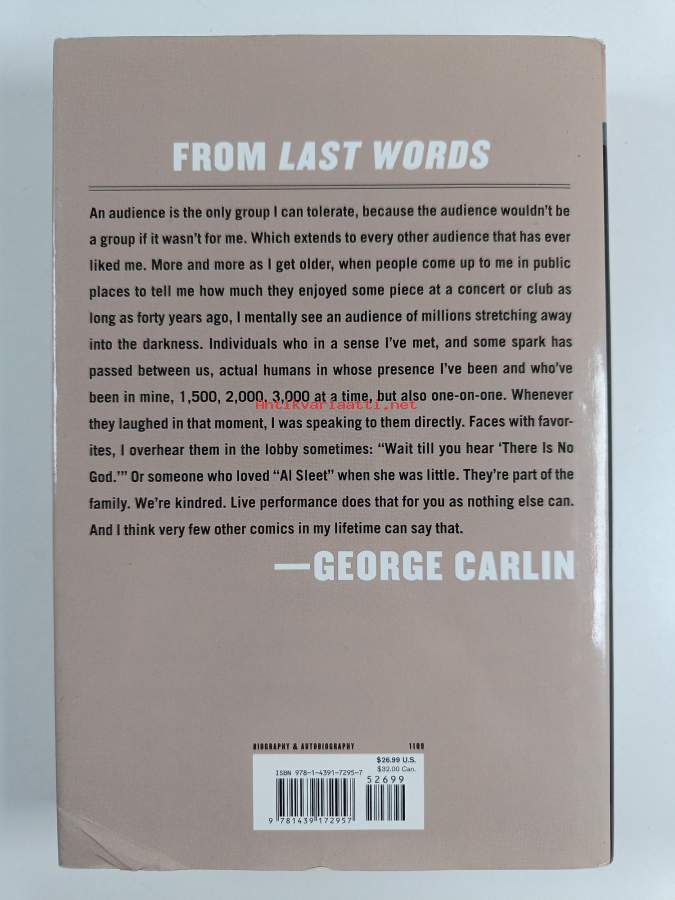 FROM LAST WORDS
An audience is the only group I can tolerate, because the audience wouldn't be
a group if it wasn't for me. Which extends to every other audience that has ever
liked me. More and more as I get older, when people come up to me in public
places to tell me how much they enjoyed some piece at a concert or club as
long as forty years ago, I mentally see an audience of millions stretching away
into the darkness. Individuals who in a sense I've met, and some spark has
passed between us, actual humans in whose presence I've been and who've
been in mine, 1,500, 2,000, 3,000 at a time, but also one-on-one. Whenever
Antikvariaatti.net
they laughed in that moment, I was speaking to them directly. Faces with favor-
ites, I overhear them in the lobby sometimes: “Wait till you hear ‘There Is No
God.’” Or someone who loved “Al Sleet” when she was little. They're part of the
family. We're kindred. Live performance does that for you as nothing else can.
And I think very few other comics in my lifetime can say that.
—GEORGE CARLIN
BIOGRAPHY & AUTOBIOGRAPHY 1109
$26.99 U.S.
$32.00 Can.
ISBN 978-1-4391-7295-7
52699
9 781439 172957